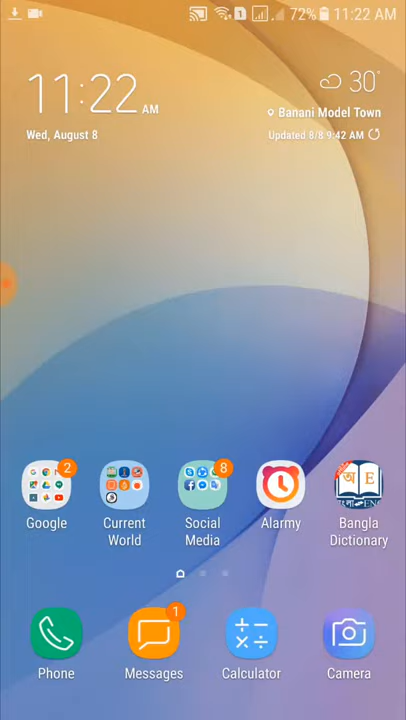 72% 11:22 AM
11:22 AM
Wed, August 8
30°
Banani Model Town
Updated 8/8 9:42 AM
2
8
অ E
Google
Current World
Social Media
Alarmy
Bangla Dictionary
1
Phone
Messages
Calculator
Camera